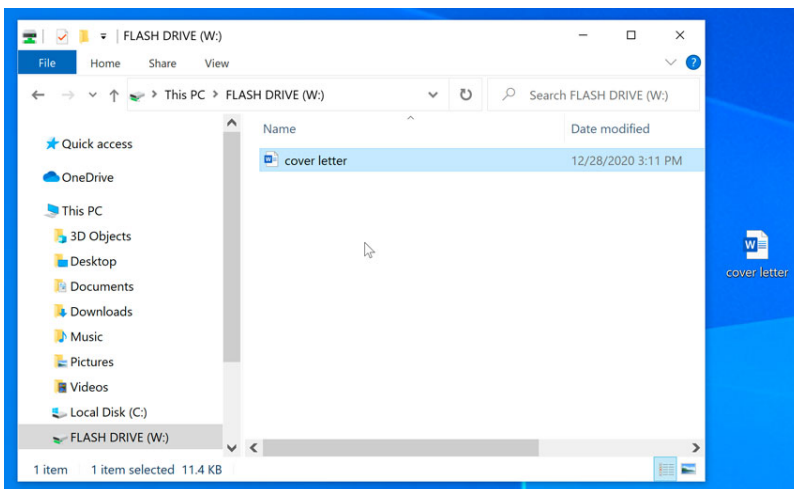 FLASH DRIVE (W:)
File Home Share View
This PC > FLASH DRIVE (W:) Search FLASH DRIVE (W:)
Name Date modified
Quick access
cover letter 12/28/2020 3:11 PM
OneDrive
This PC
3D Objects
Desktop
Documents
Downloads
Music
Pictures
Videos
Local Disk (C:)
FLASH DRIVE (W:)
1 item 1 item selected 11.4 KB
W
cover letter